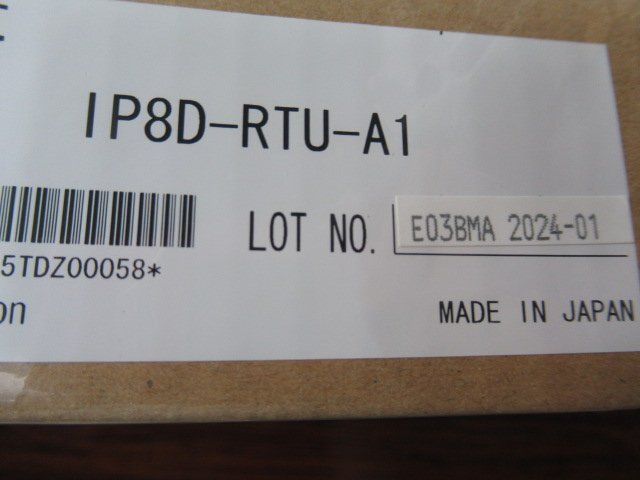 IP8D-RTU-A1
LOT NO. E03BMA 2024-01
5TDZ00058*
on
MADE IN JAPAN